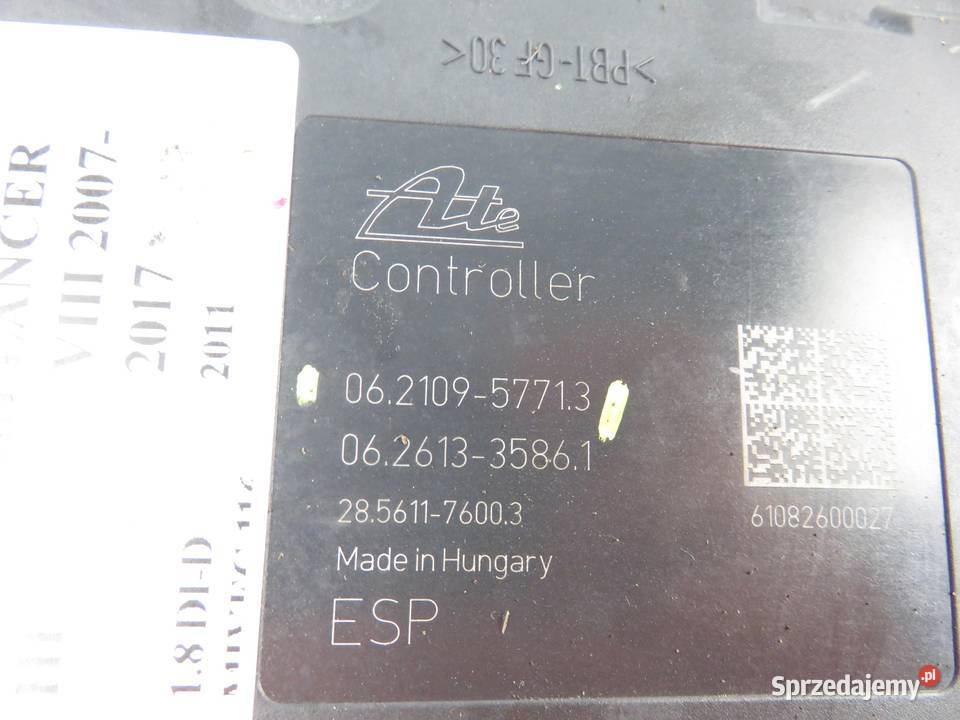 >PBT-GF 30<
Ate
Controller
06.2109-5771.3
06.2613-3586.1
28.5611-7600.3
61082600027
Made in Hungary
ESP
LANCER
VIII 2007-
2017
2011
1.8 DI-D
Sprzedajemy.pl